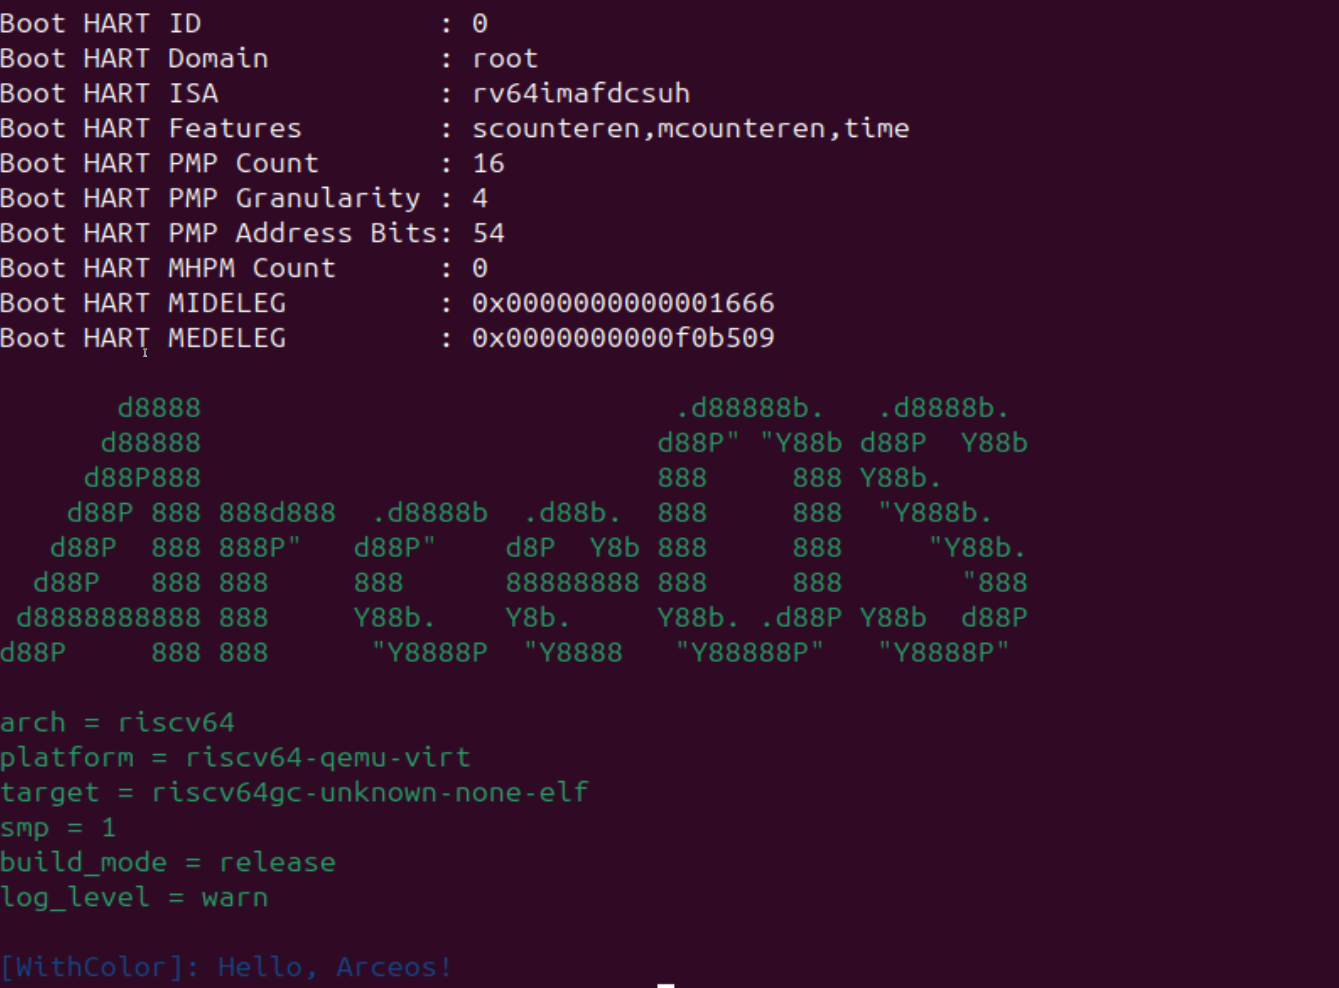 Boot HART ID                : 0
Boot HART Domain            : root
Boot HART ISA               : rv64imafdcsuh
Boot HART Features          : scounteren,mcounteren,time
Boot HART PMP Count         : 16
Boot HART PMP Granularity   : 4
Boot HART PMP Address Bits: 54
Boot HART MHPM Count        : 0
Boot HART MIDELEG           : 0x0000000000001666
Boot HART MEDELEG           : 0x0000000000f0b509
       d8888                            .d88888b.   .d8888b.
      d88888                           d88P" "Y88b d88P  Y88b
     d88P888                           888     888 Y88b.
    d88P 888 888d888  .d8888b  .d88b.  888     888  "Y888b.
   d88P  888 888P"   d88P"    d8P  Y8b 888     888     "Y88b.
  d88P   888 888     888      88888888 888     888       "888
 d8888888888 888     Y88b.    Y8b.     Y88b. .d88P Y88b  d88P
d88P     888 888      "Y8888P  "Y8888   "Y88888P"   "Y8888P"
arch = riscv64
platform = riscv64-qemu-virt
target = riscv64gc-unknown-none-elf
smp = 1
build_mode = release
log_level = warn
[WithColor]: Hello, Arceos!